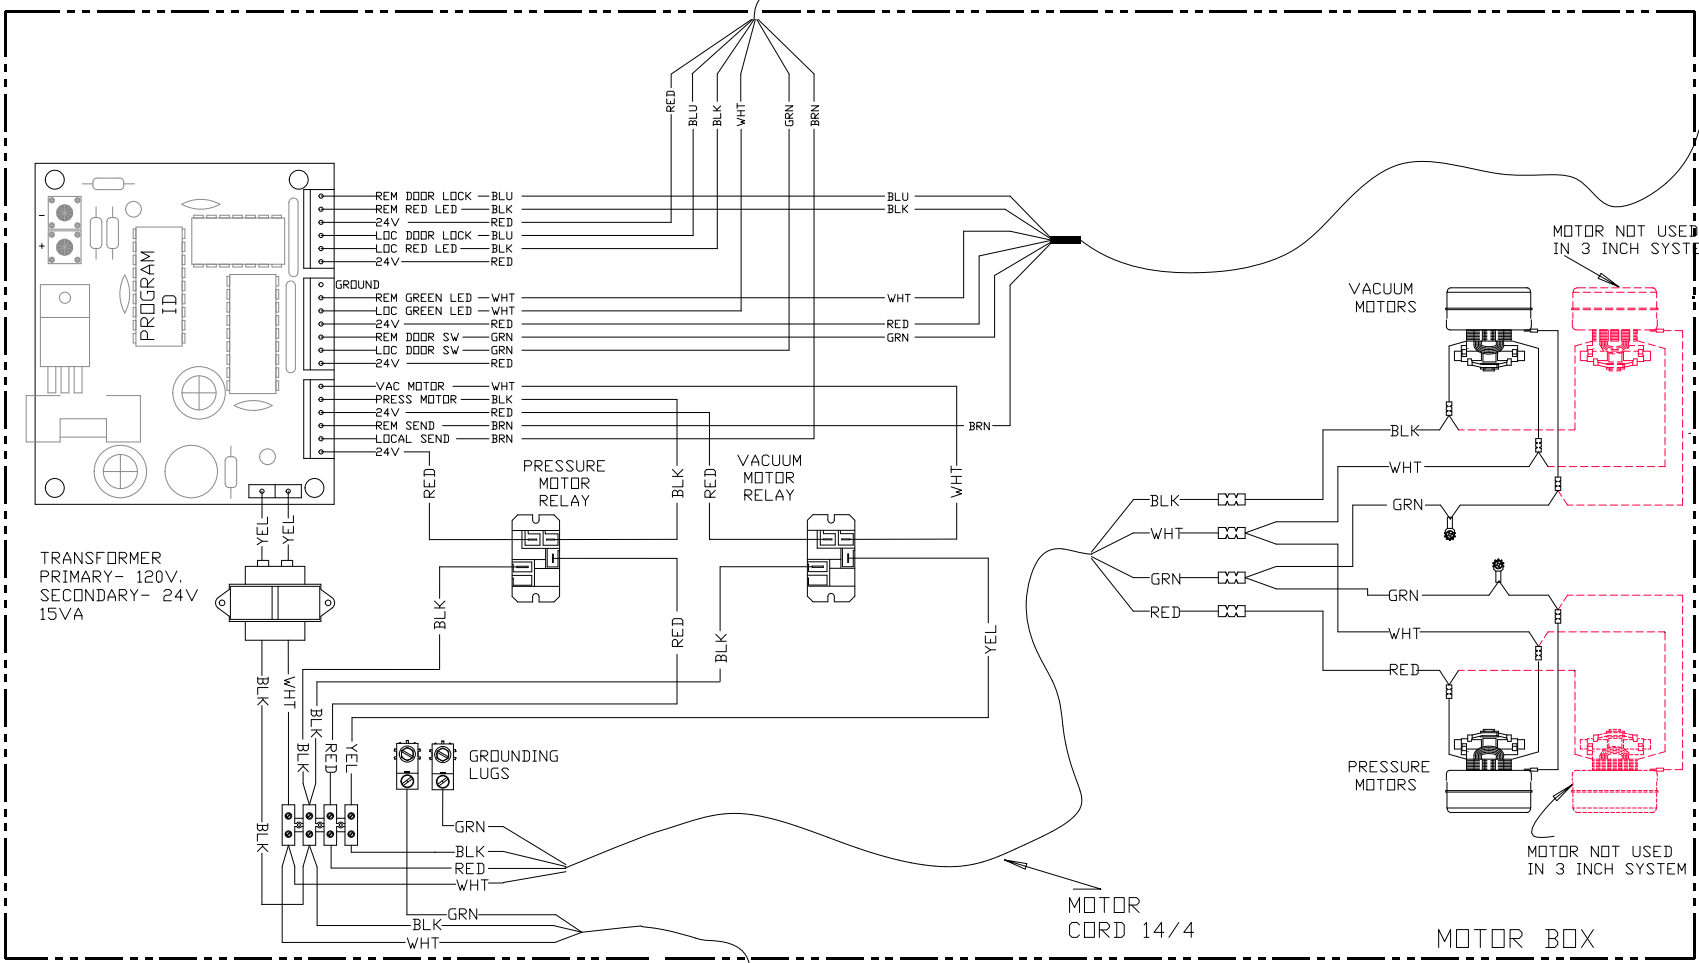 RED
BLU
BLK
WHT
GRN
BRN
REM DOOR LOCK BLU BLU
REM RED LED BLK BLK
24V RED
LOC DOOR LOCK BLU
LOC RED LED BLK
24V RED
GROUND
REM GREEN LED WHT WHT
LOC GREEN LED WHT
24V RED RED
REM DOOR SW GRN GRN
LOC DOOR SW GRN
24V RED
VAC MOTOR WHT
PRESS MOTOR BLK
24V RED
REM SEND BRN BRN
LOCAL SEND BRN
24V
-
+
PROGRAM
ID
MOTOR NOT USED
IN 3 INCH SYSTE
VACUUM
MOTORS
PRESSURE
MOTOR
RELAY
VACUUM
MOTOR
RELAY
RED
BLK
RED
WHT
YEL
YEL
TRANSFORMER
PRIMARY- 120V.
SECONDARY- 24V
15VA
BLK
RED
BLK
YEL
BLK
WHT
BLK
BLK
RED
YEL
BLK
GROUNDING
LUGS
GRN
BLK
RED
WHT
GRN
BLK
WHT
BLK
WHT
GRN
RED
BLK
WHT
GRN
GRN
WHT
RED
PRESSURE
MOTORS
MOTOR NOT USED
IN 3 INCH SYSTEM
MOTOR
CORD 14/4
MOTOR BOX